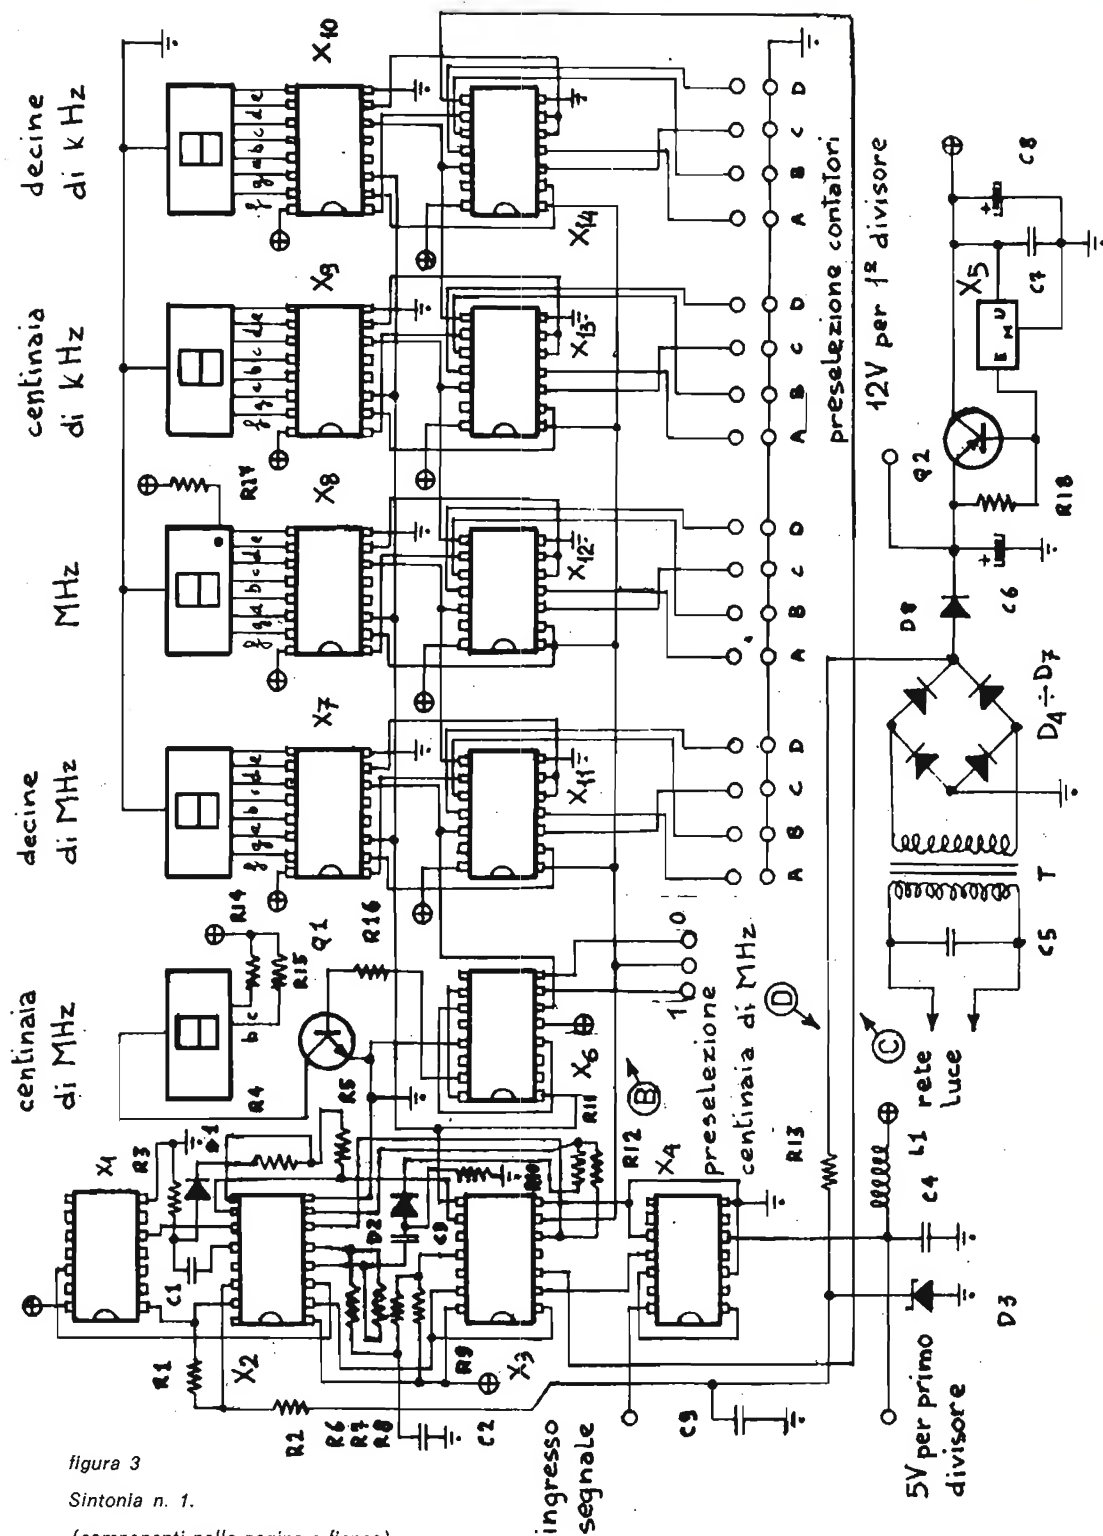 decine
di kHz
centinaia
di kHz
MHz
decine
di MHz
centinaia
di MHz
X10
X9
X8
X7
X14
X13
X12
X11
X6
X1
X2
X3
X4
X5
f g a b c d e
f g a b c d e
f g a b c d e
f g a b c d e
b c
R17
R14
R15
Q1
R16
R4
R5
R3
D1
C1
R1
R2
R6
R7
R8
C2
D2
C3
R9
R10
R11
R12
R13
B
D
C
A B C D
A B C D
A B C D
A B C D
preselezione contatori
1 0
preselezione
centinaia di MHz
12V per 1º divisore
Q2
R18
E M U
C7
C8
C6
D8
D4÷D7
T
C5
rete
luce
L1
C4
D3
C9
5V per primo
divisore
ingresso
segnale
figura 3
Sintonia n. 1.
(componenti nella pagina a fianco)